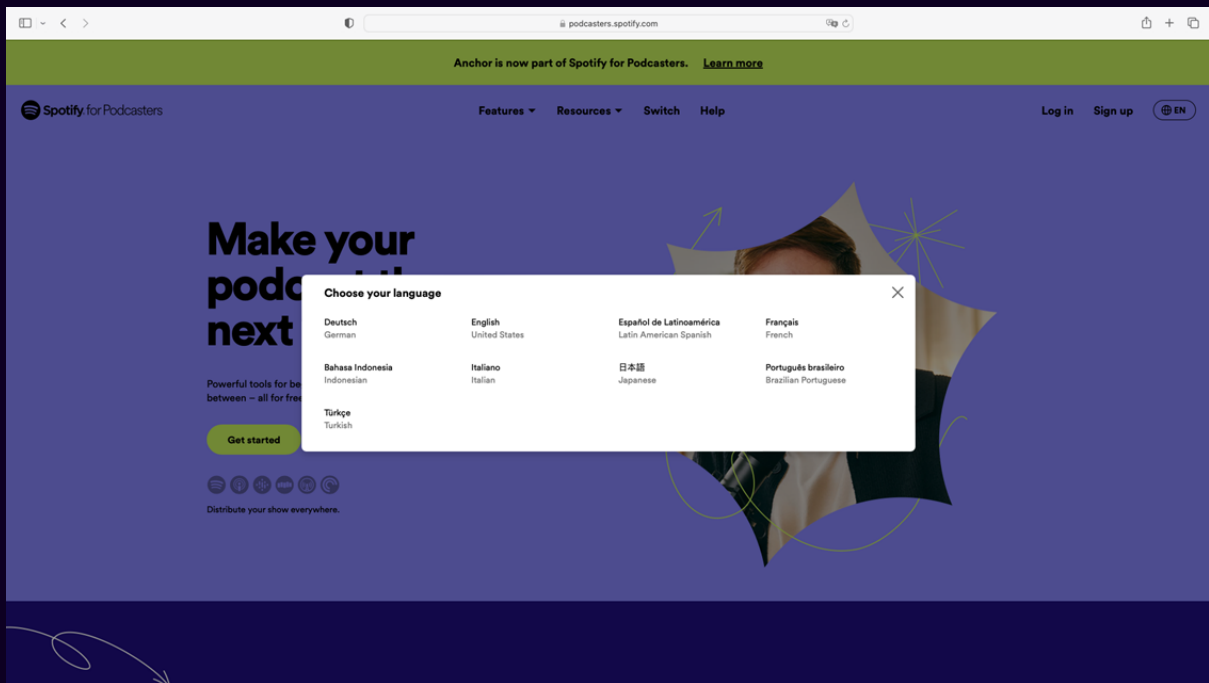 podcasters.spotify.com
Anchor is now part of Spotify for Podcasters. Learn more
Spotify for Podcasters
Features Resources Switch Help
Log in Sign up EN
Make your
next
Choose your language
Deutsch English Español de Latinoamérica Français
German United States Latin American Spanish French
Bahasa Indonesia Italiano 日本語 Português brasileiro
Indonesian Italian Japanese Brazilian Portuguese
Türkçe
Turkish
Powerful tools for
between – all for free
Get started
Distribute your show everywhere.